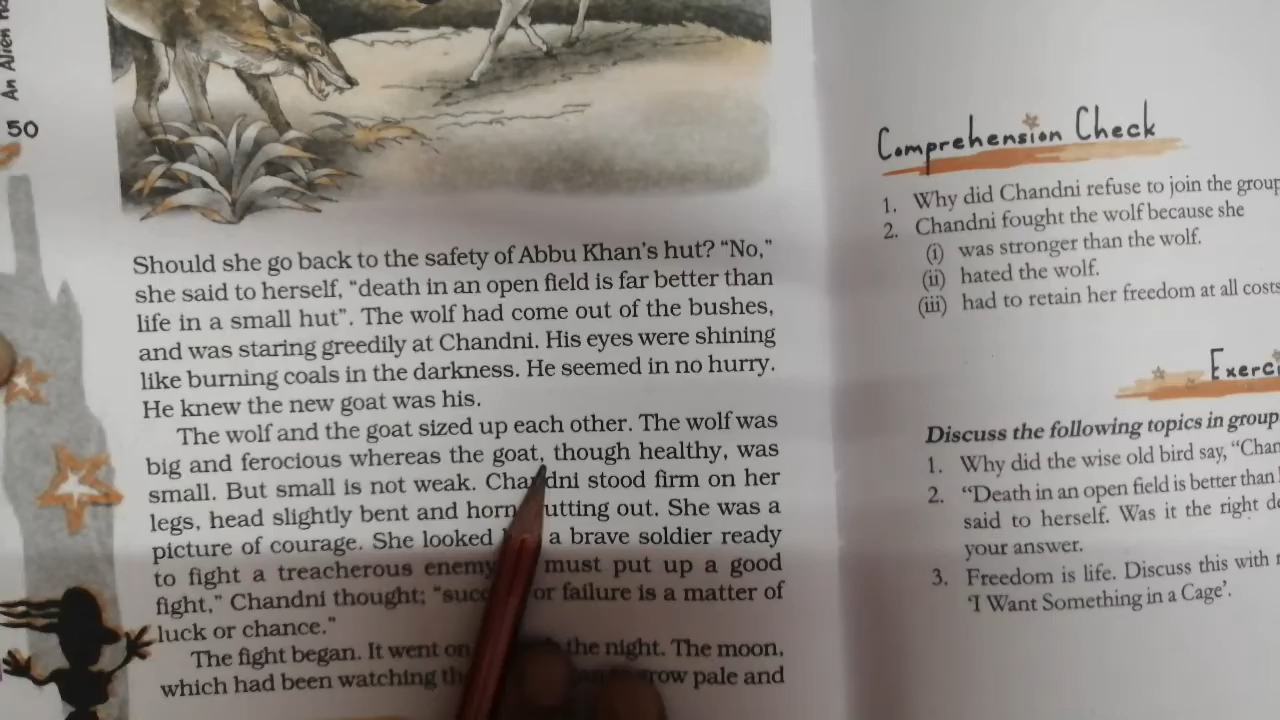 An Alien
50
Should she go back to the safety of Abbu Khan's hut? “No,”
she said to herself, “death in an open field is far better than
life in a small hut”. The wolf had come out of the bushes,
and was staring greedily at Chandni. His eyes were shining
like burning coals in the darkness. He seemed in no hurry.
He knew the new goat was his.
The wolf and the goat sized up each other. The wolf was
big and ferocious whereas the goat, though healthy, was
small. But small is not weak. Chandni stood firm on her
legs, head slightly bent and horn utting out. She was a
picture of courage. She looked a brave soldier ready
to fight a treacherous enemy must put up a good
fight,” Chandni thought; “succ or failure is a matter of
luck or chance.”
The fight began. It went on the night. The moon,
which had been watching row pale and
Comprehension Check
1. Why did Chandni refuse to join the group
2. Chandni fought the wolf because she
(i) was stronger than the wolf.
(ii) hated the wolf.
(iii) had to retain her freedom at all costs
Exerci
Discuss the following topics in group
1. Why did the wise old bird say, “Chan
2. “Death in an open field is better than
said to herself. Was it the right d
your answer.
3. Freedom is life. Discuss this with
‘I Want Something in a Cage’.